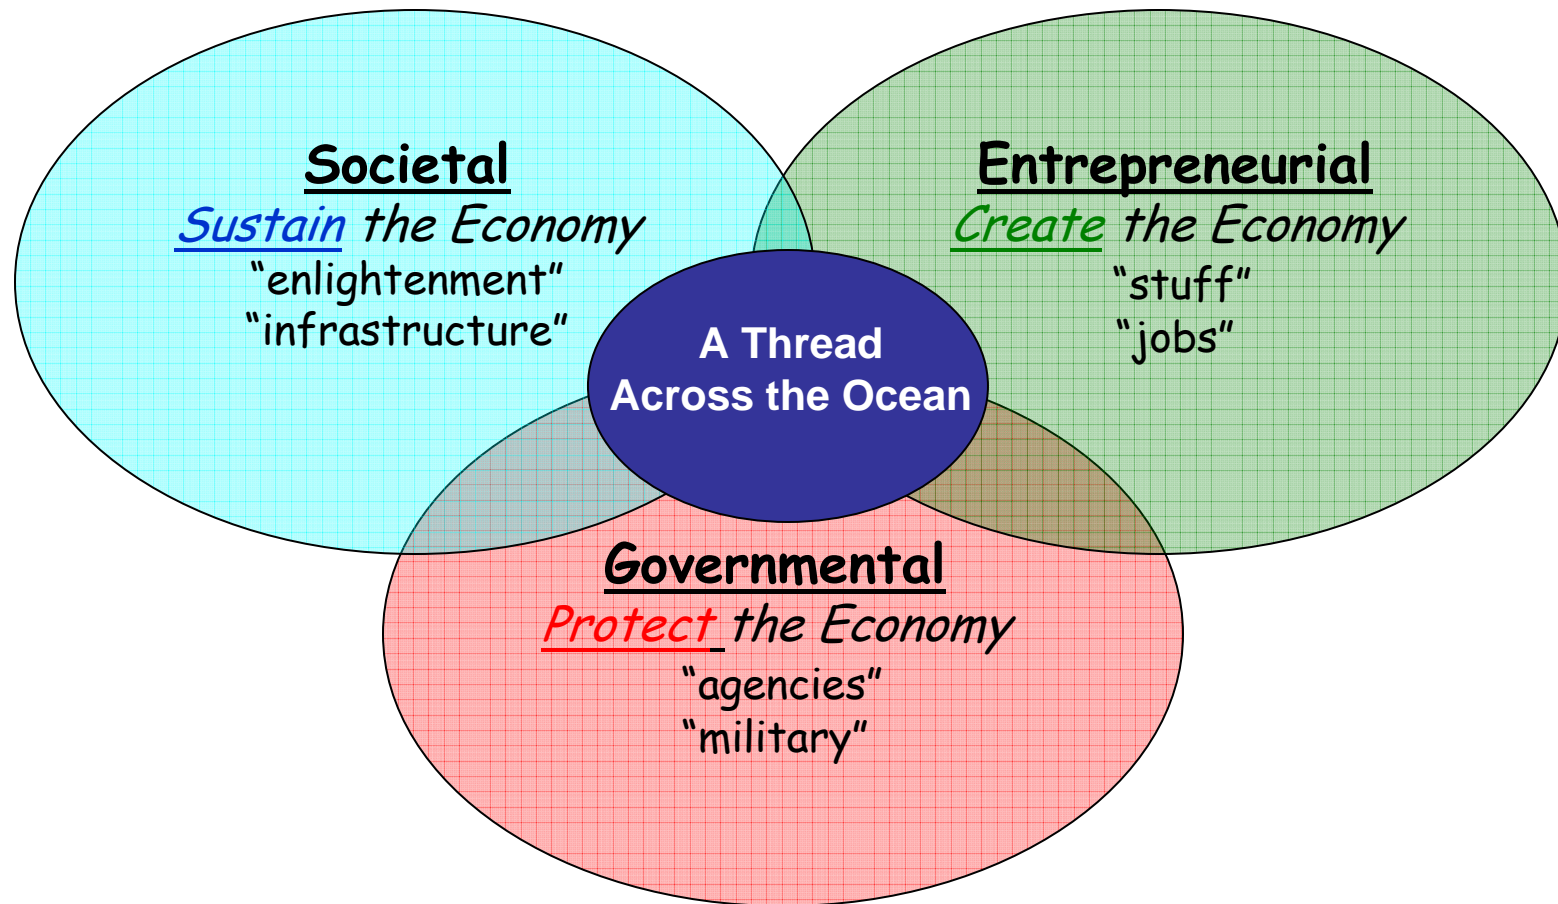 Societal
Sustain the Economy
“enlightenment”
“infrastructure”
Entrepreneurial
Create the Economy
“stuff”
“jobs”
A Thread
Across the Ocean
Governmental
Protect the Economy
“agencies”
“military”